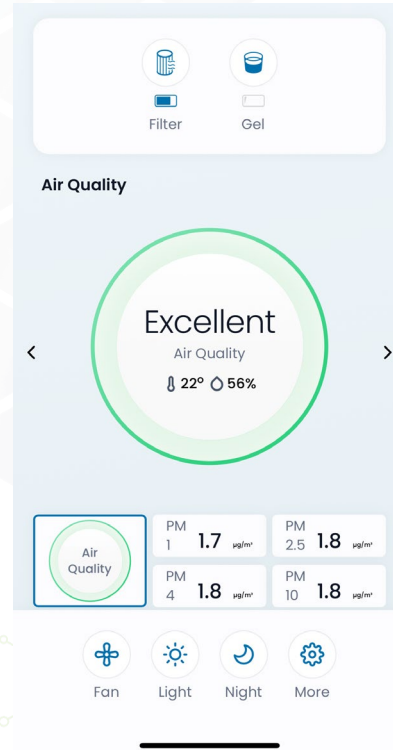 Filter Gel
Air Quality
Excellent
Air Quality
22° 56%
Air
Quality
PM
1 1.7 µg/m³
PM
2.5 1.8 µg/m³
PM
4 1.8 µg/m³
PM
10 1.8 µg/m³
Fan Light Night More